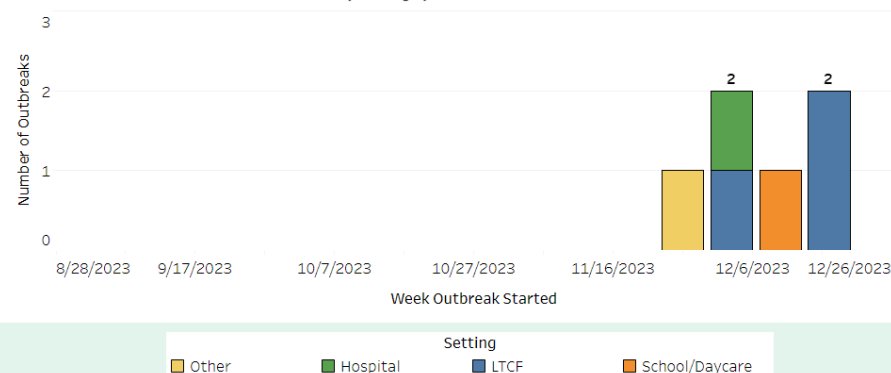 3
2
1
0
Number of Outbreaks
2
2
8/28/2023 9/17/2023 10/7/2023 10/27/2023 11/16/2023 12/6/2023 12/26/2023
Week Outbreak Started
Setting
Other Hospital LTCF School/Daycare